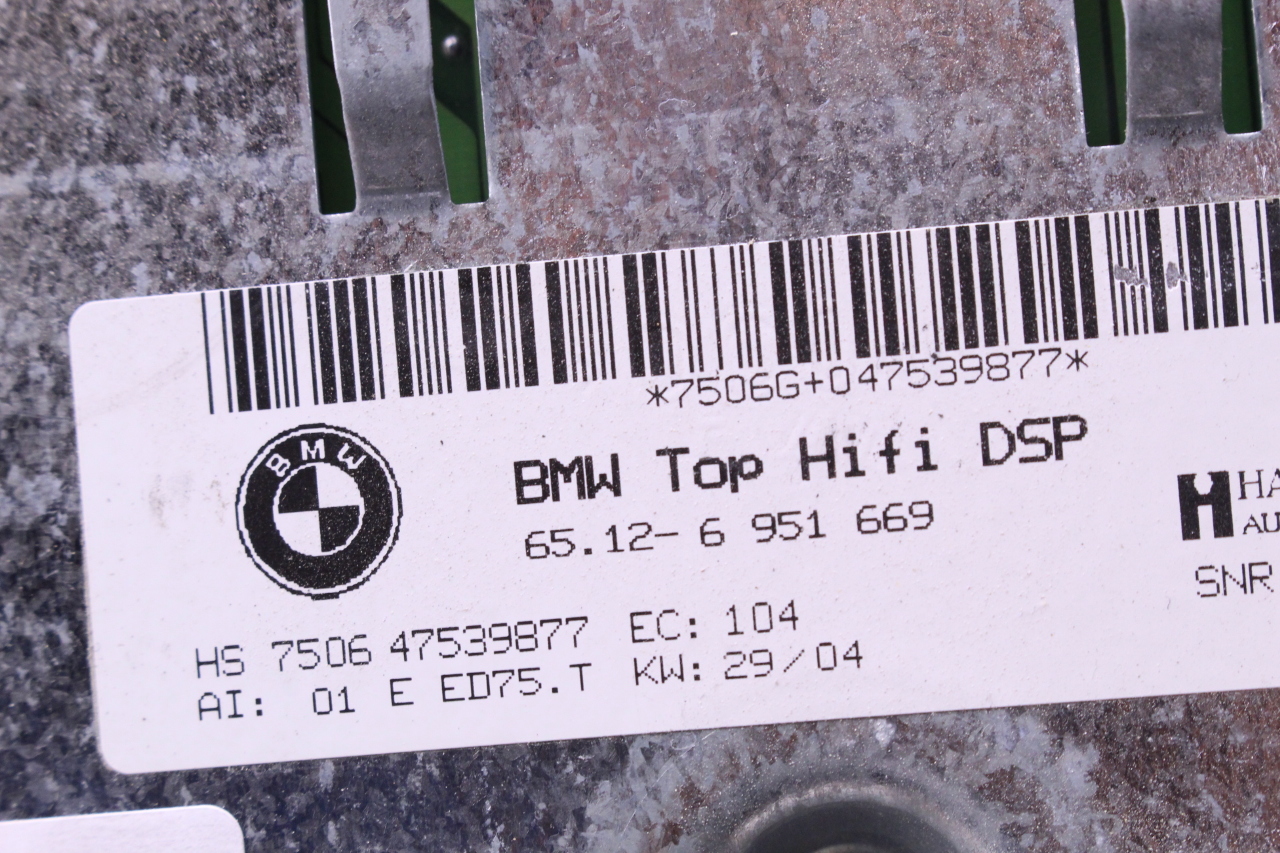 *7506G+047539877*
BMW
BMW Top Hifi DSP
65.12- 6 951 669
HS 7506 47539877 EC: 104
AI: 01 E ED75.T KW: 29/04
SNR